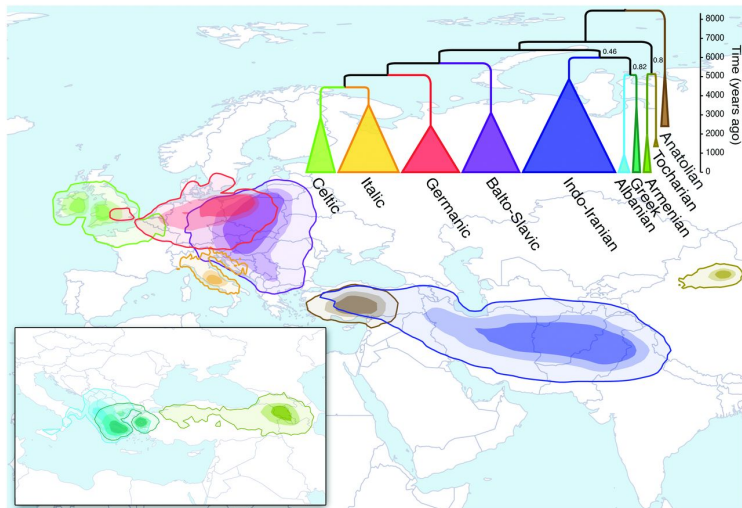 8000
7000
6000
5000
4000
3000
2000
1000
0
Time (years ago)
0.46
0.82
0.8
Celtic
Italic
Germanic
Balto-Slavic
Indo-Iranian
Albanian
Greek
Armenian
Tocharian
Anatolian